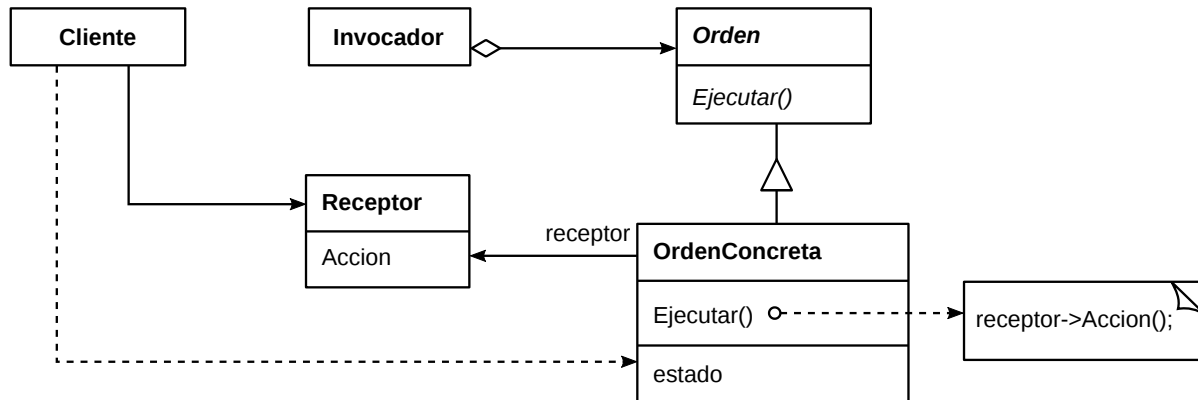 Cliente
Invocador
Orden
Ejecutar()
Receptor
Accion
receptor
OrdenConcreta
Ejecutar()
estado
receptor->Accion();